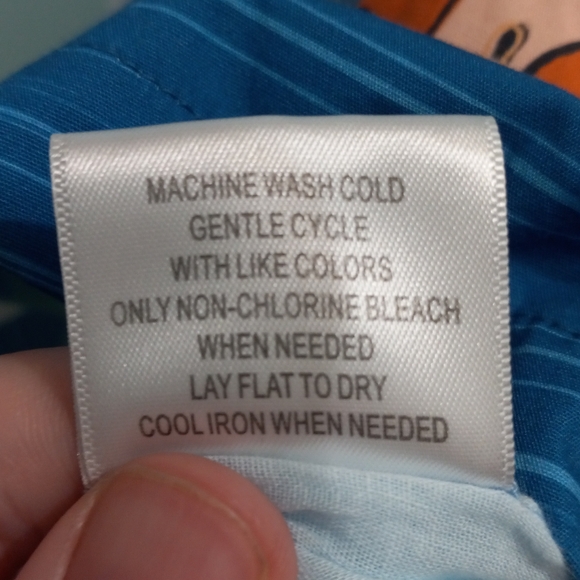 MACHINE WASH COLD
GENTLE CYCLE
WITH LIKE COLORS
ONLY NON-CHLORINE BLEACH
WHEN NEEDED
LAY FLAT TO DRY
COOL IRON WHEN NEEDED